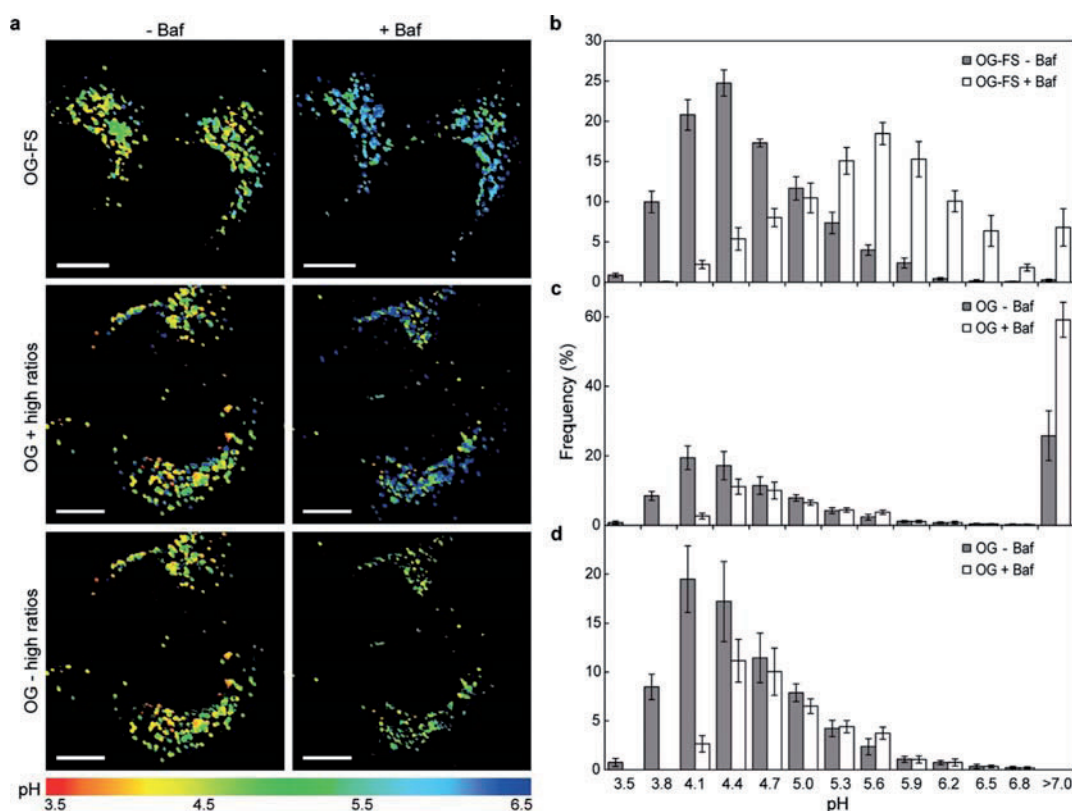 a
- Baf
+ Baf
OG-FS
OG + high ratios
OG - high ratios
pH
3.5
4.5
5.5
6.5
b
30
25
20
15
10
5
0
OG-FS - Baf
OG-FS + Baf
c
60
40
20
0
OG - Baf
OG + Baf
Frequency (%)
d
20
15
10
5
0
OG - Baf
OG + Baf
3.5 3.8 4.1 4.4 4.7 5.0 5.3 5.6 5.9 6.2 6.5 6.8 >7.0
pH